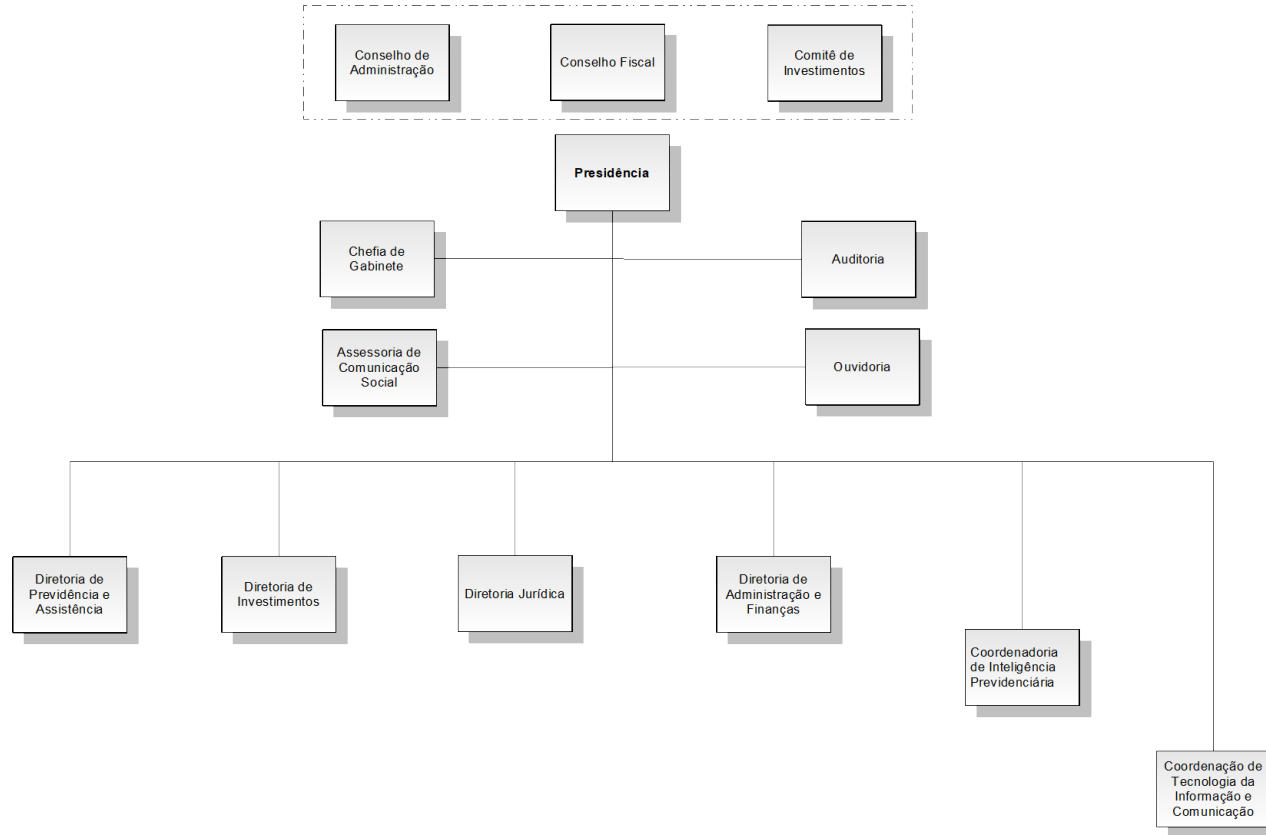 Conselho de
Administração
Conselho Fiscal
Comitê de
Investimentos
Presidência
Chefia de
Gabinete
Auditoria
Assessoria de
Comunicação
Social
Ouvidoria
Diretoria de
Previdência e
Assistência
Diretoria de
Investimentos
Diretoria Jurídica
Diretoria de
Administração e
Finanças
Coordenadoria
de Inteligência
Previdenciária
Coordenação de
Tecnologia da
Informação e
Comunicação